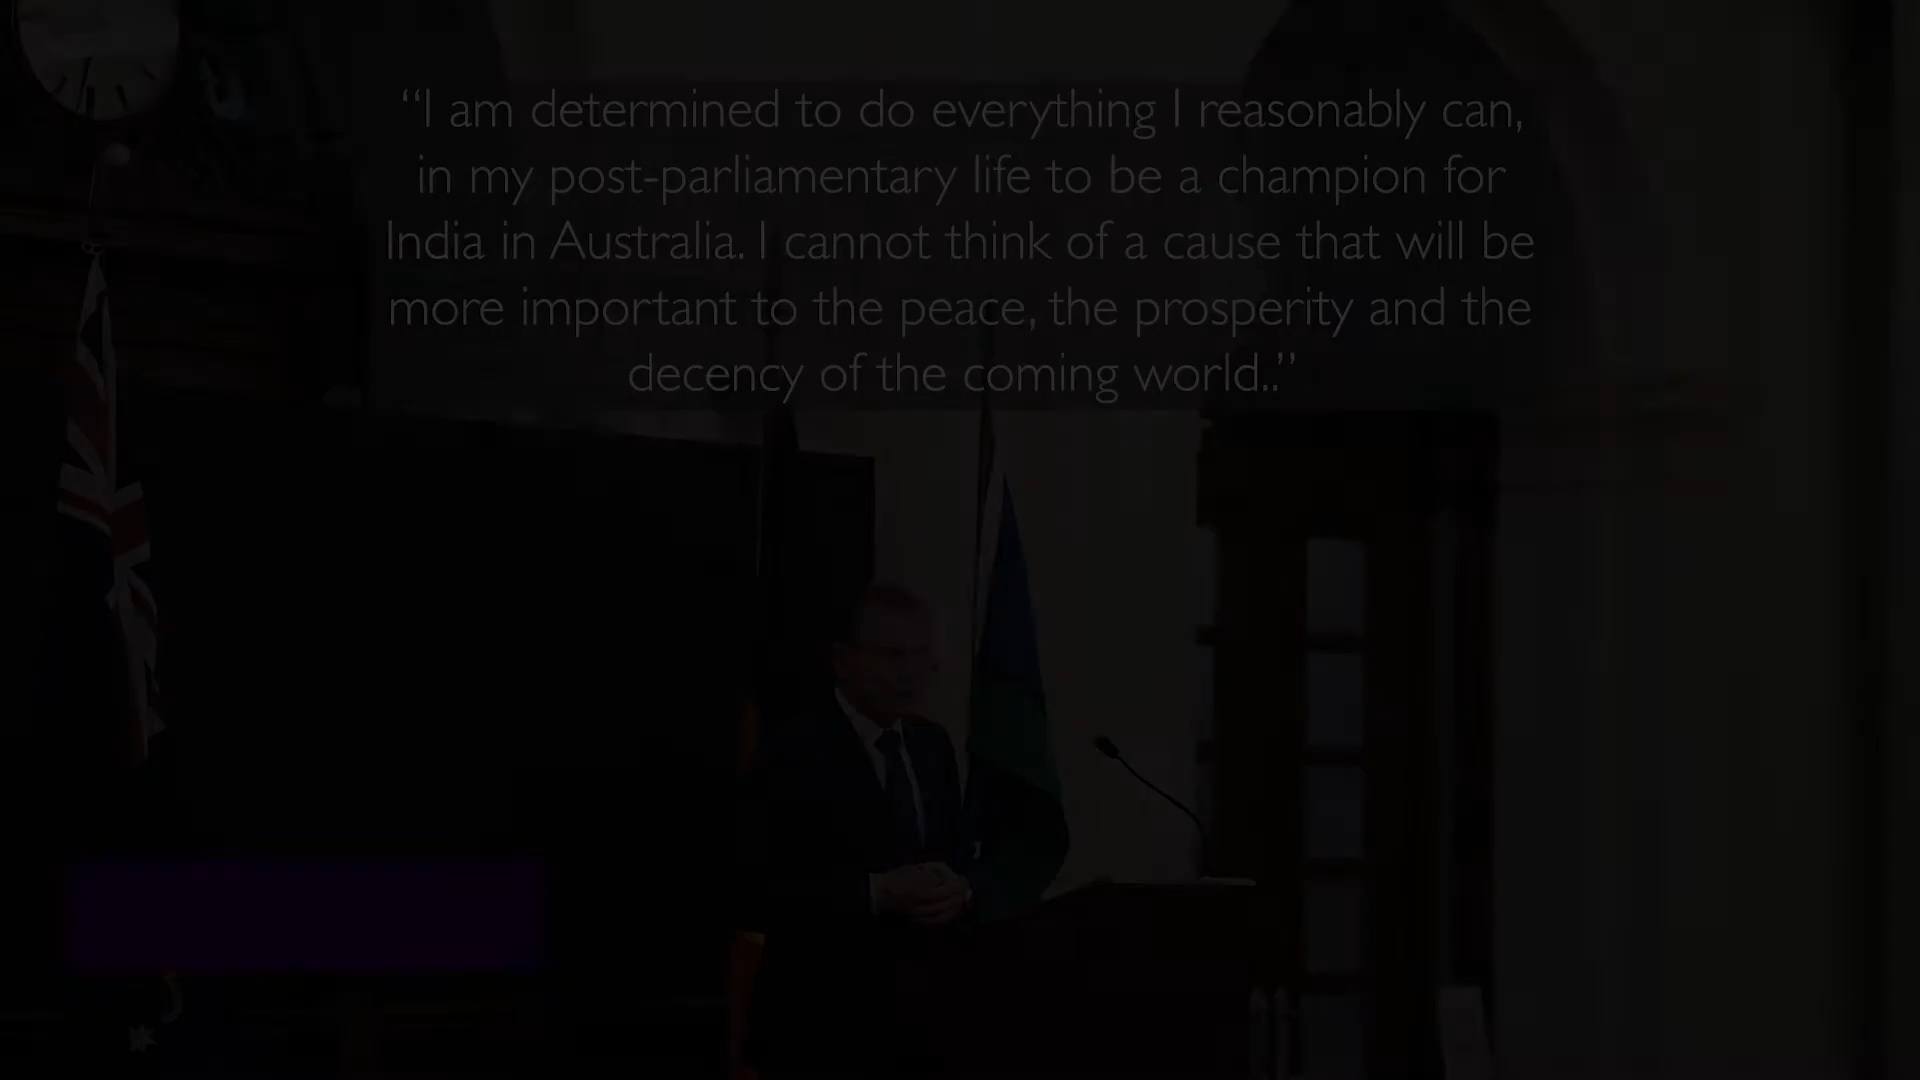 “I am determined to do everything I reasonably can,
in my post-parliamentary life to be a champion for
India in Australia. I cannot think of a cause that will be
more important to the peace, the prosperity and the
decency of the coming world..”